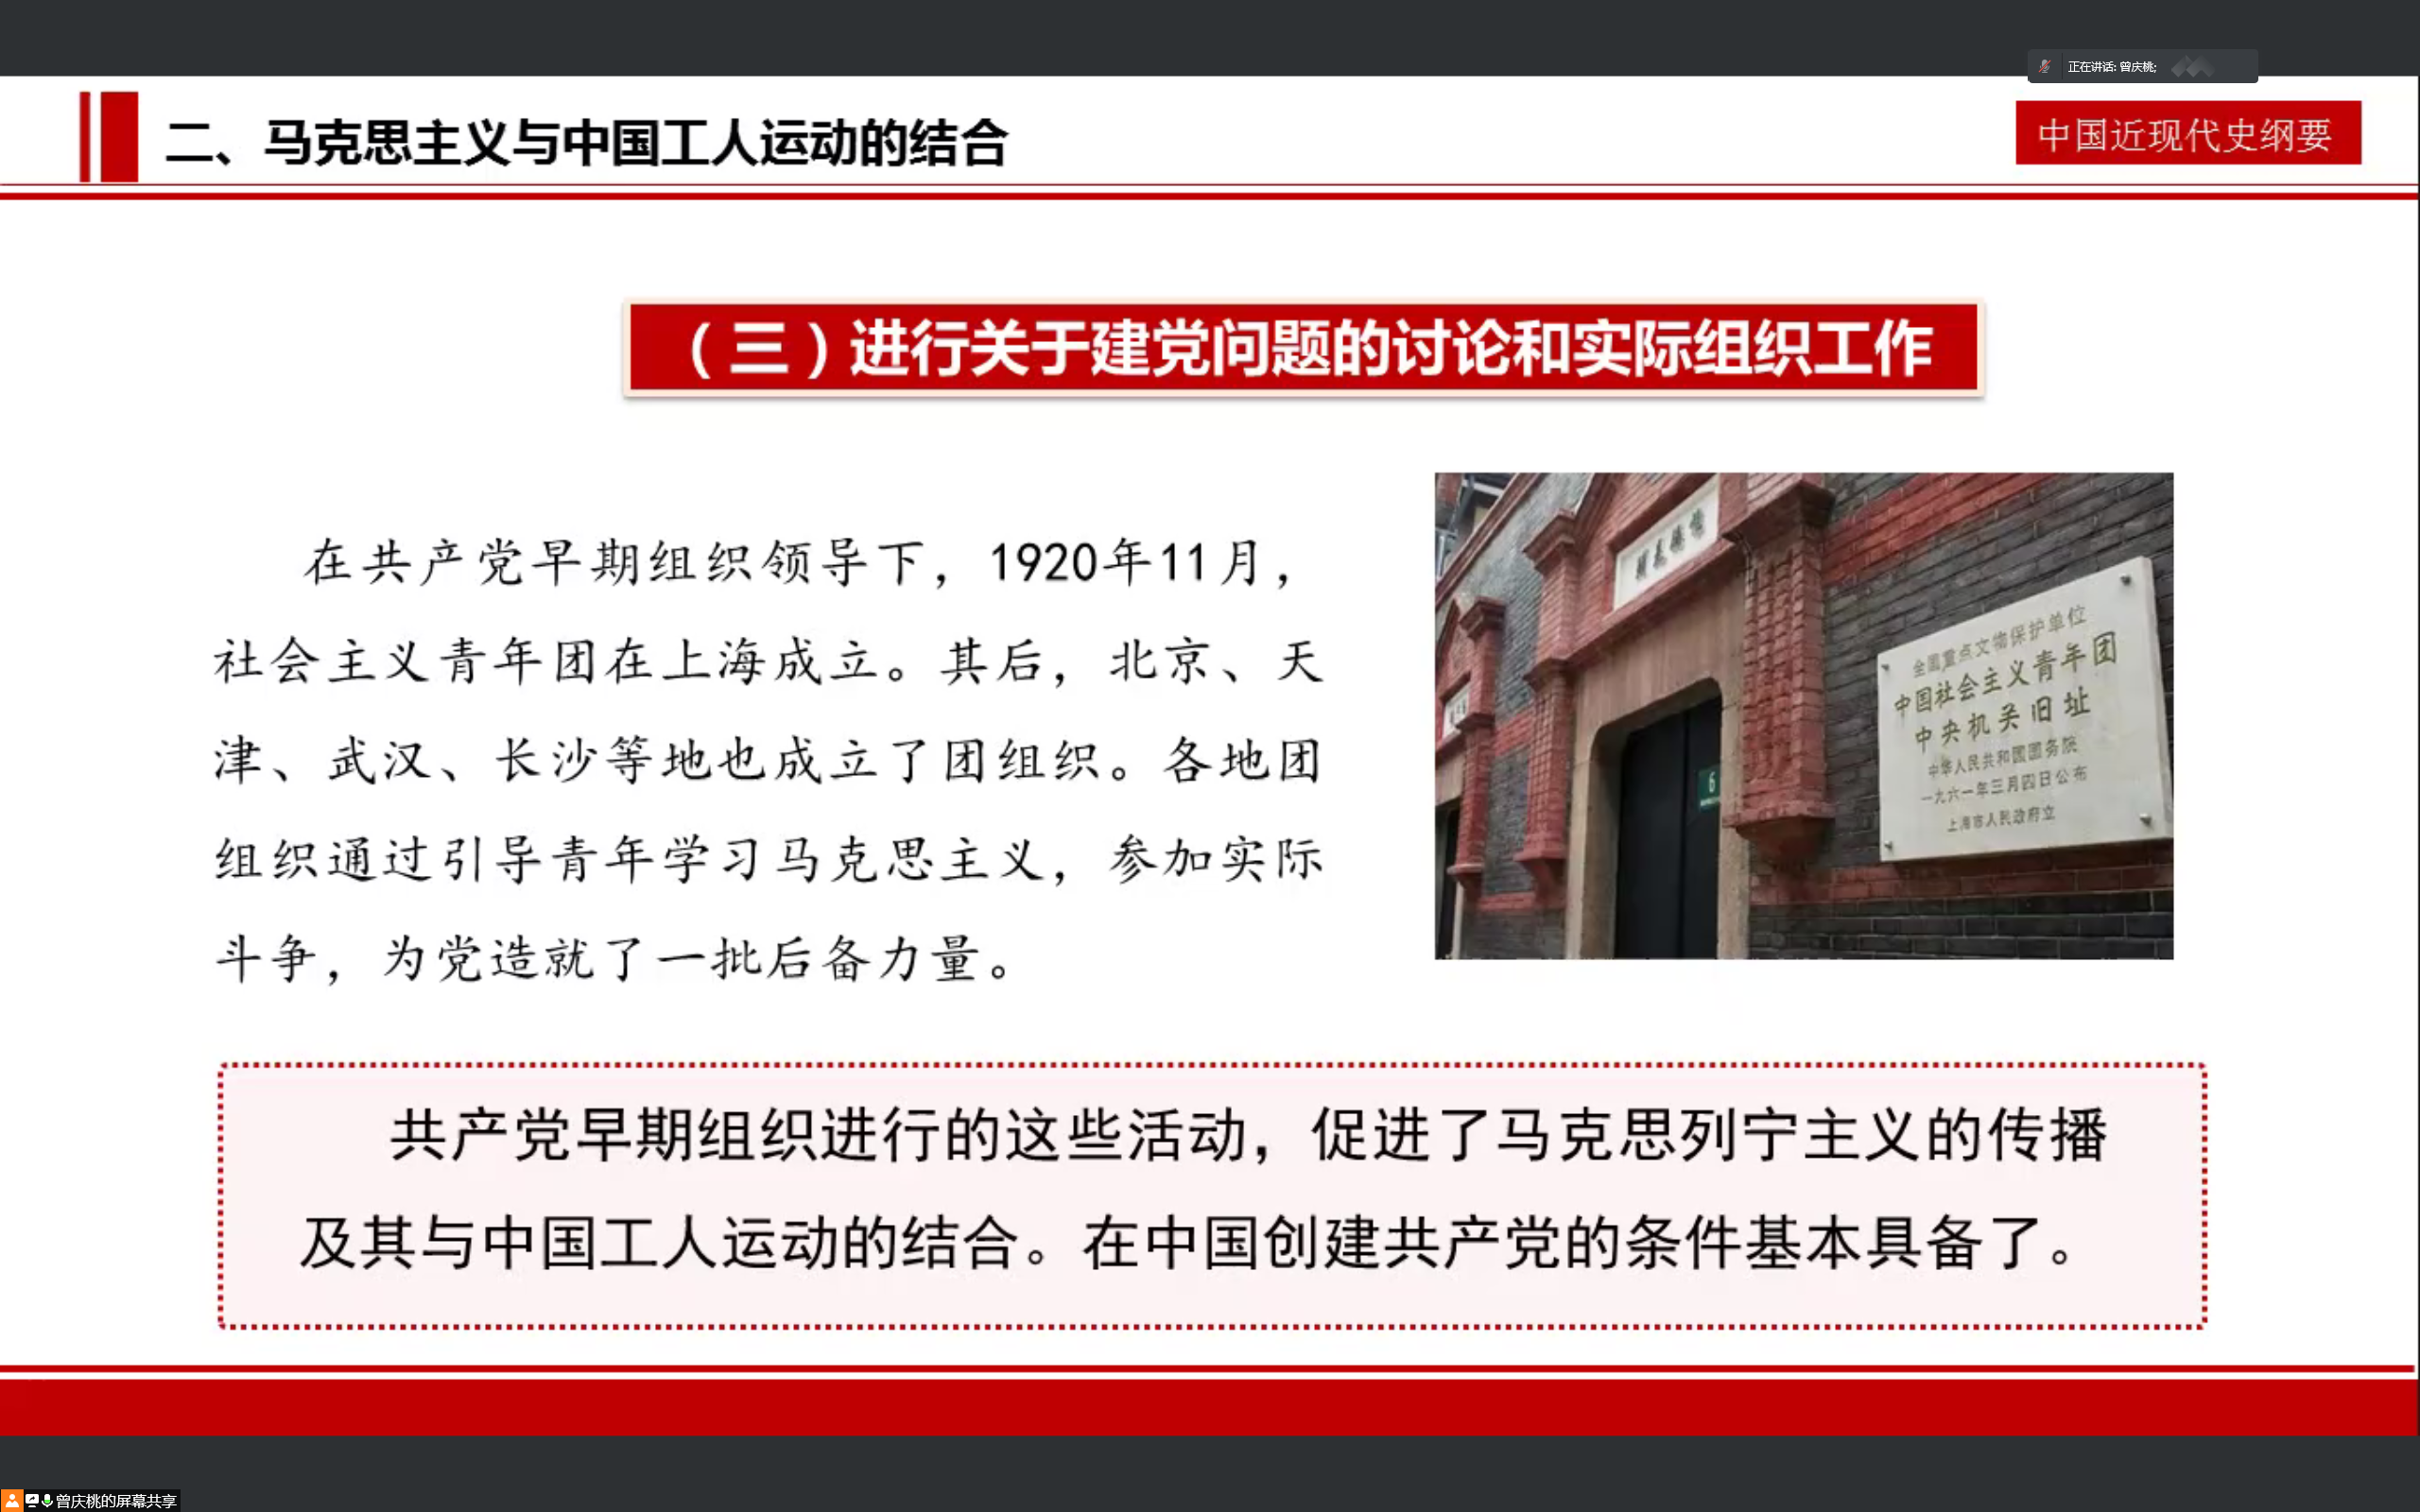 正在讲话: 曾庆桃;
二、马克思主义与中国工人运动的结合
中国近现代史纲要
（三）进行关于建党问题的讨论和实际组织工作
在共产党早期组织领导下，1920年11月，
社会主义青年团在上海成立。其后，北京、天
津、武汉、长沙等地也成立了团组织。各地团
组织通过引导青年学习马克思主义，参加实际
斗争，为党造就了一批后备力量。
全国重点文物保护单位
中国社会主义青年团
中央机关旧址
中华人民共和國國务院
一九六一年三月四日公布
上海市人民政府立
6
共产党早期组织进行的这些活动，促进了马克思列宁主义的传播
及其与中国工人运动的结合。在中国创建共产党的条件基本具备了。
曾庆桃的屏幕共享